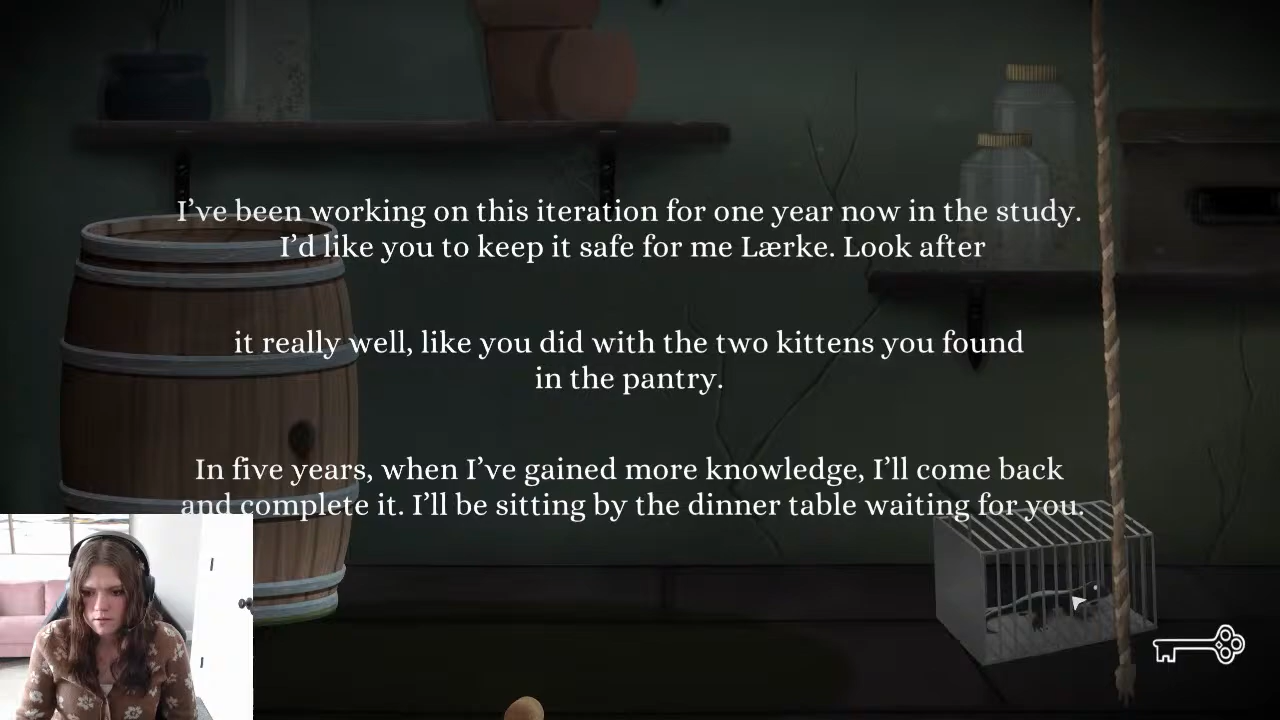 I've been working on this iteration for one year now in the study.
I'd like you to keep it safe for me Lærke. Look after
it really well, like you did with the two kittens you found
in the pantry.
In five years, when I've gained more knowledge, I'll come back
and complete it. I'll be sitting by the dinner table waiting for you.